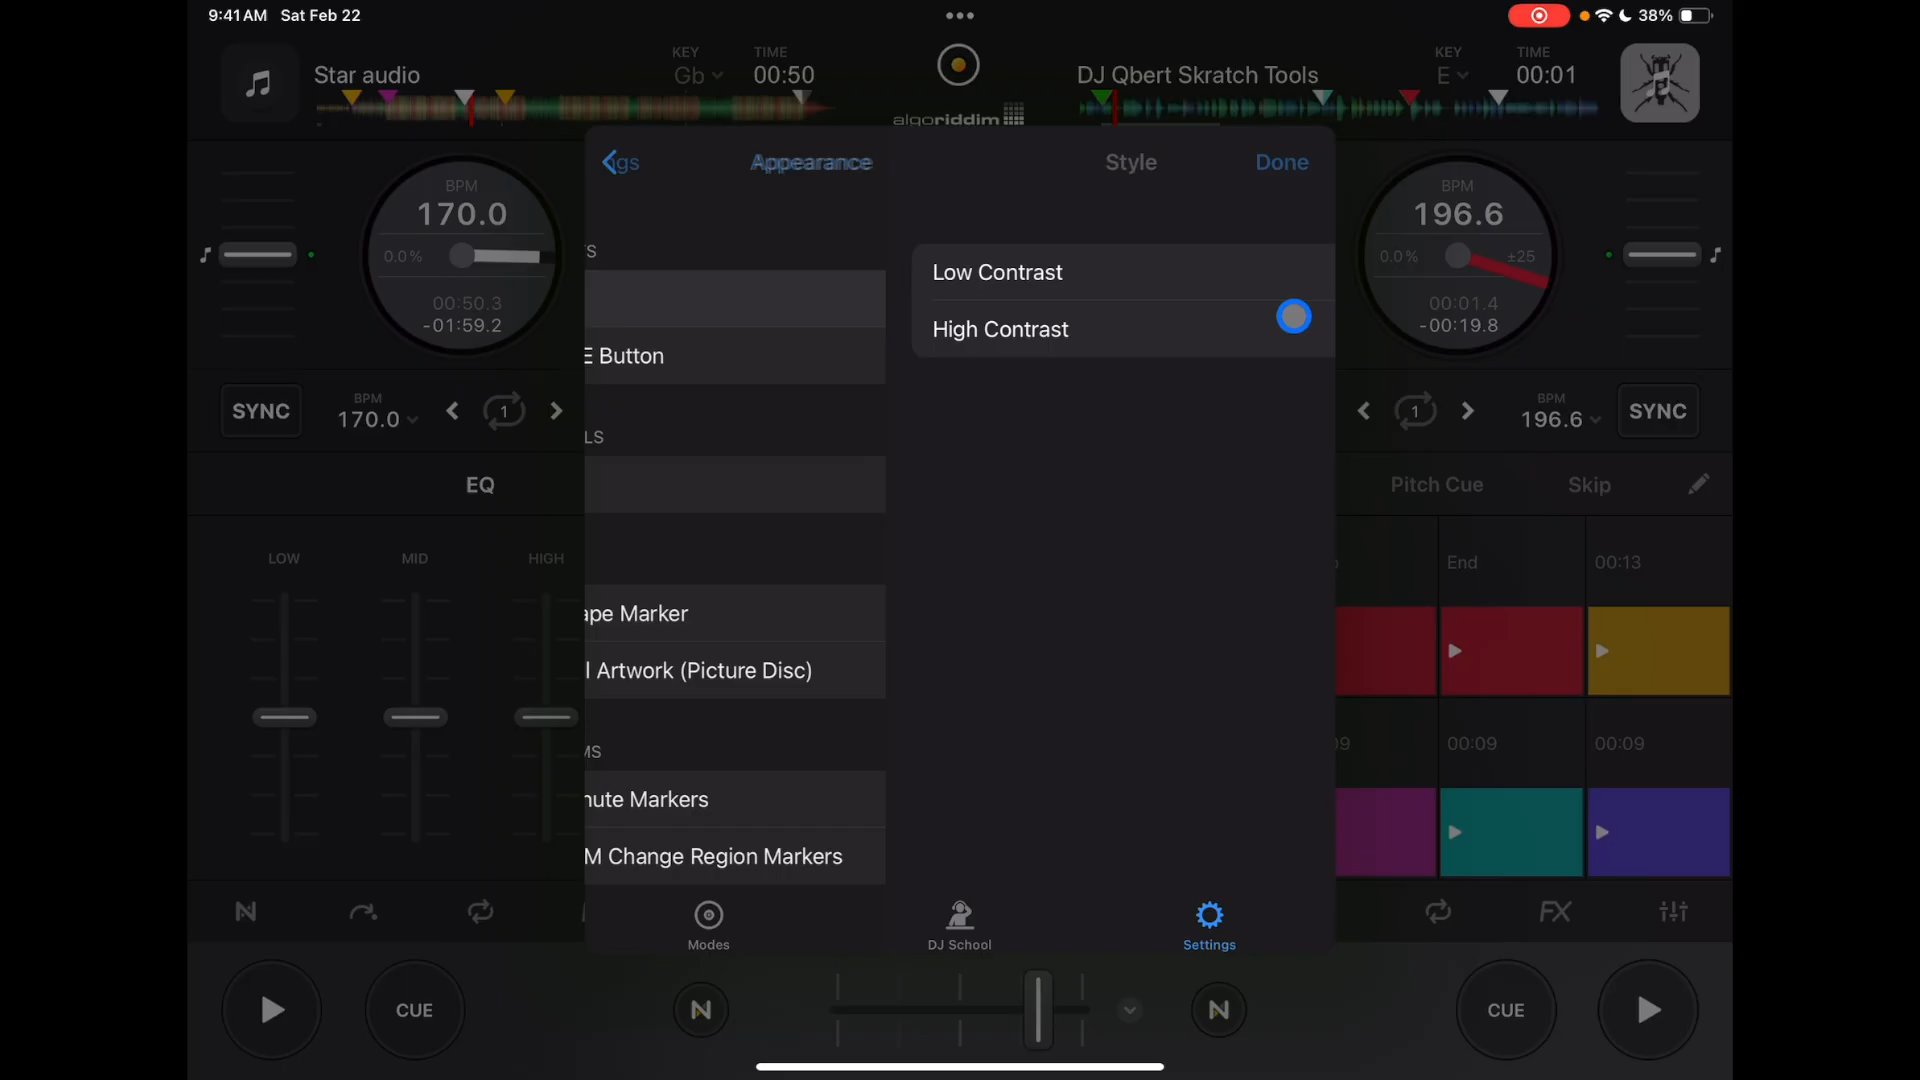 9:41 AM Sat Feb 22
38%
Star audio
KEY
Gb
TIME
00:50
algoriddim
DJ Qbert Skratch Tools
KEY
E
TIME
00:01
BPM
170.0
0.0%
00:50.3
-01:59.2
Appearance
Style
Done
Low Contrast
High Contrast
Button
Marker
Artwork (Picture Disc)
Markers
Change Region Markers
BPM
196.6
0.0%
±25
00:01.4
-00:19.8
SYNC
BPM
170.0
1
1
BPM
196.6
SYNC
EQ
Pitch Cue
Skip
LOW
MID
HIGH
End
00:13
00:09
00:09
FX
Modes
DJ School
Settings
CUE
CUE